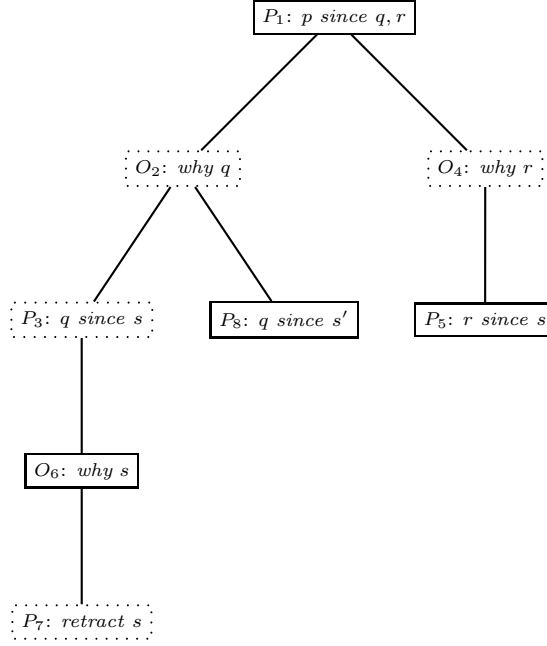 P₁: p since q, r
O₂: why q
O₄: why r
P₃: q since s
P₈: q since s′
P₅: r since s
O₆: why s
P₇: retract s